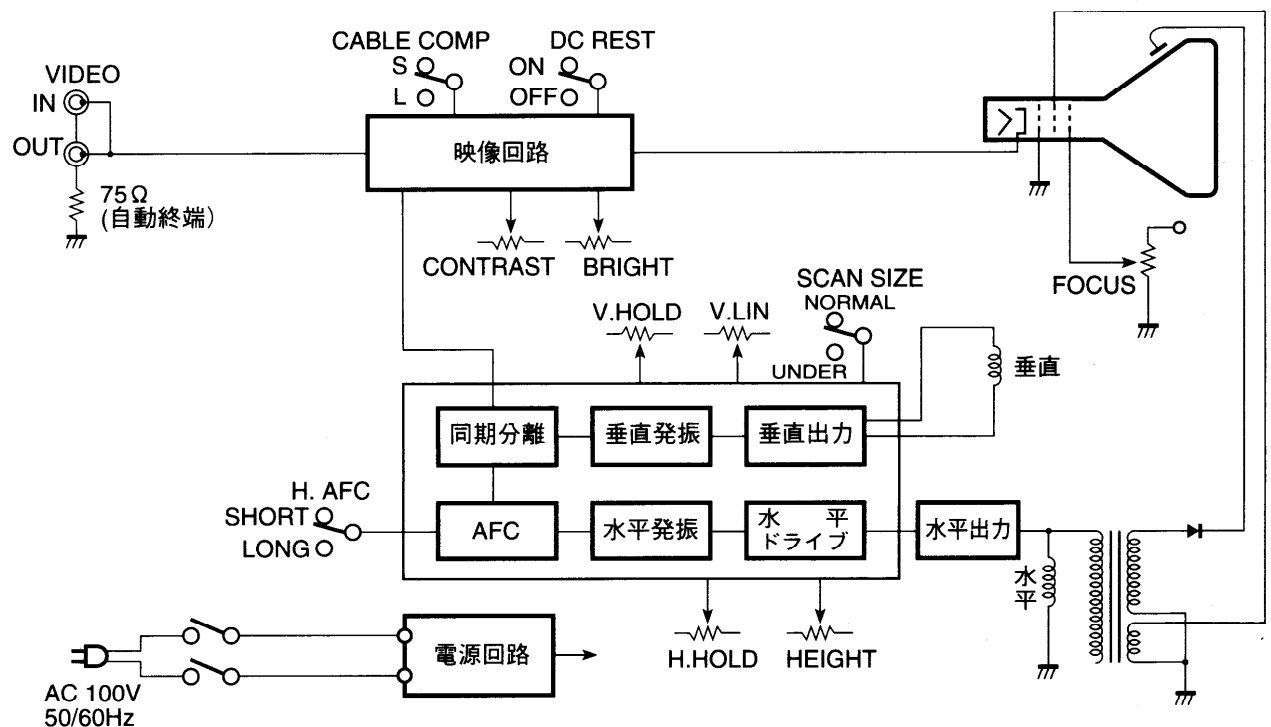 CABLE COMP
S
L
DC REST
ON
OFF
VIDEO
IN
OUT
75Ω
(自動終端)
映像回路
CONTRAST
BRIGHT
FOCUS
SCAN SIZE
NORMAL
UNDER
V.HOLD
V.LIN
垂直
同期分離
垂直発振
垂直出力
H. AFC
SHORT
LONG
AFC
水平発振
水 平
ドライブ
水平出力
水平
H.HOLD
HEIGHT
電源回路
AC 100V
50/60Hz